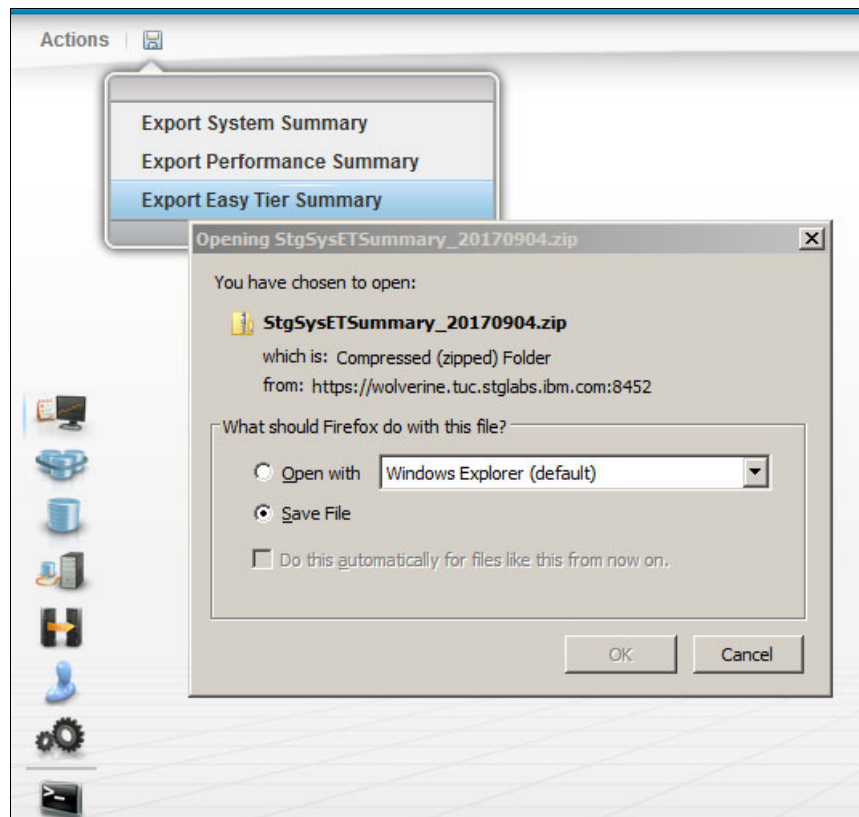 Actions
Export System Summary
Export Performance Summary
Export Easy Tier Summary
Opening StgSysETSummary_20170904.zip
You have chosen to open:
StgSysETSummary_20170904.zip
which is: Compressed (zipped) Folder
from: https://wolverine.tuc.stglabs.ibm.com:8452
What should Firefox do with this file?
Open with Windows Explorer (default)
Save File
Do this automatically for files like this from now on.
OK Cancel